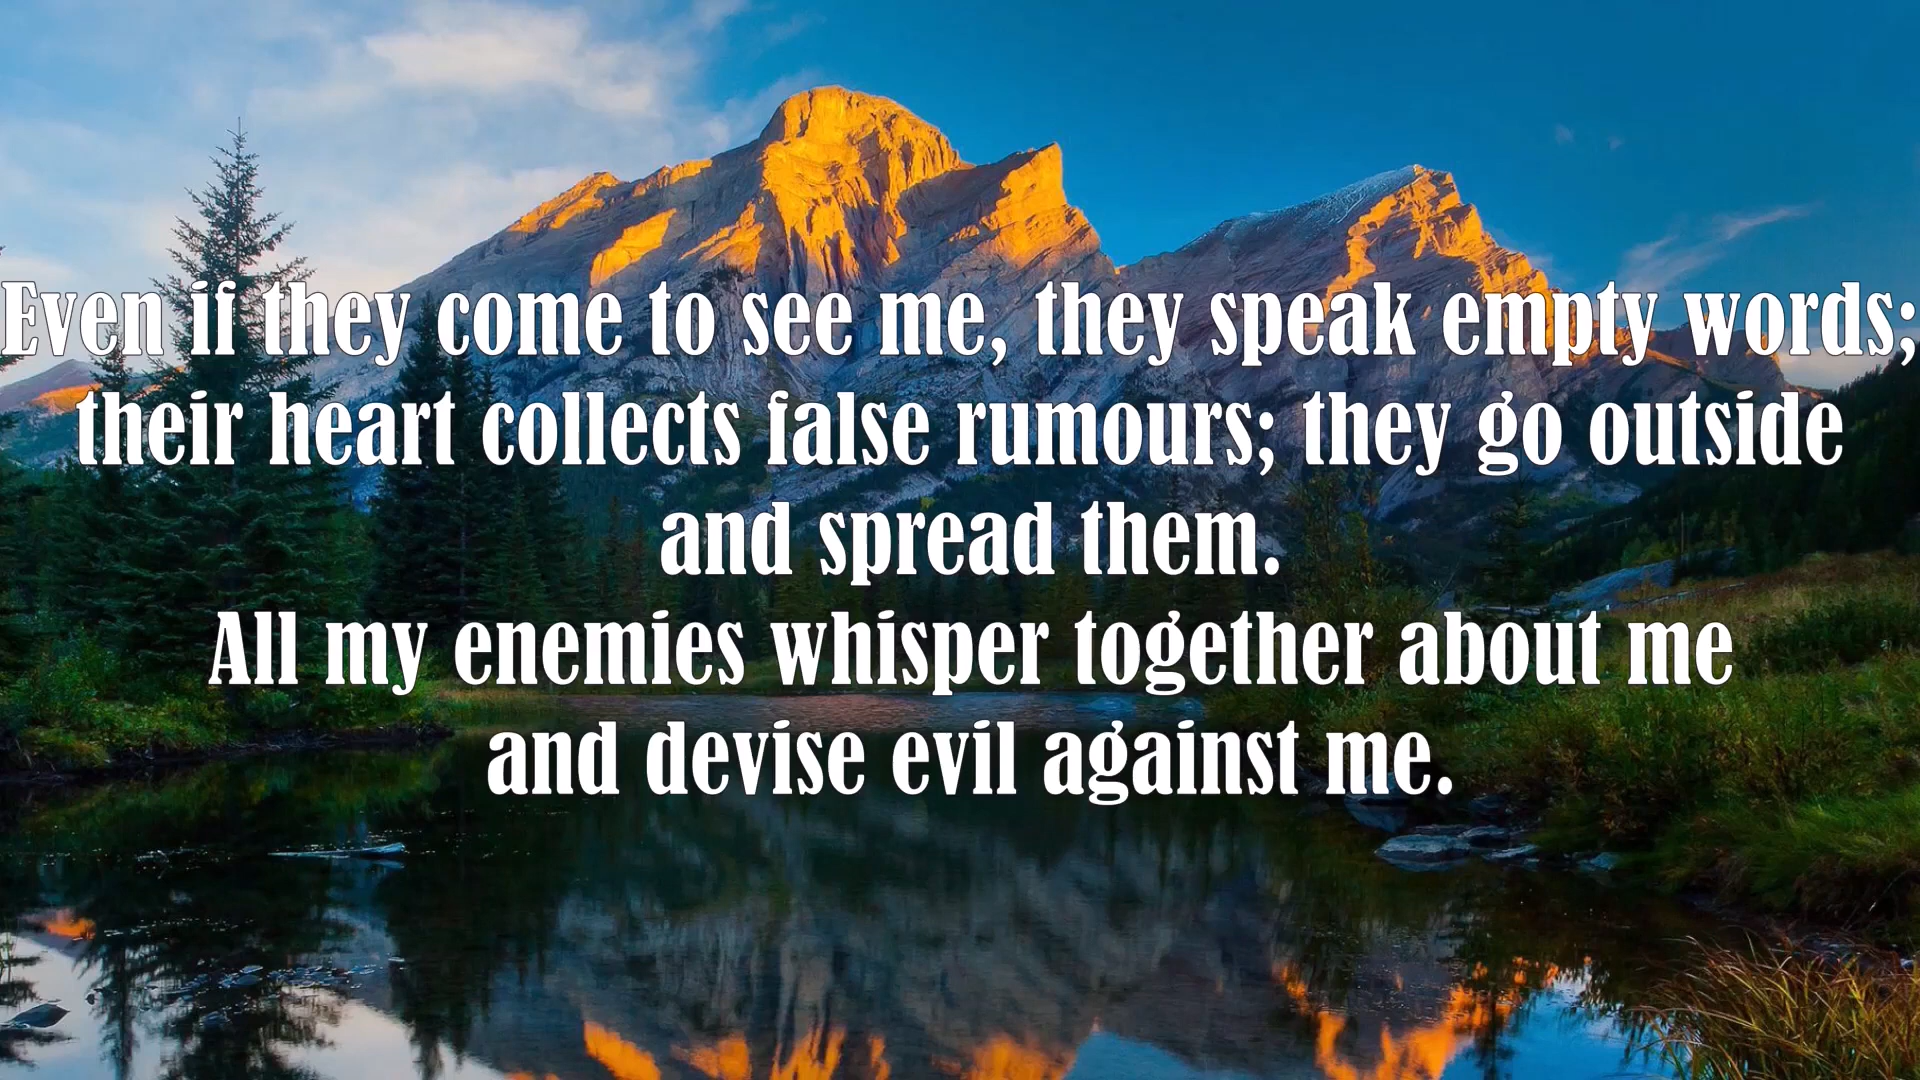 Even if they come to see me, they speak empty words;
their heart collects false rumours; they go outside
and spread them.
All my enemies whisper together about me
and devise evil against me.